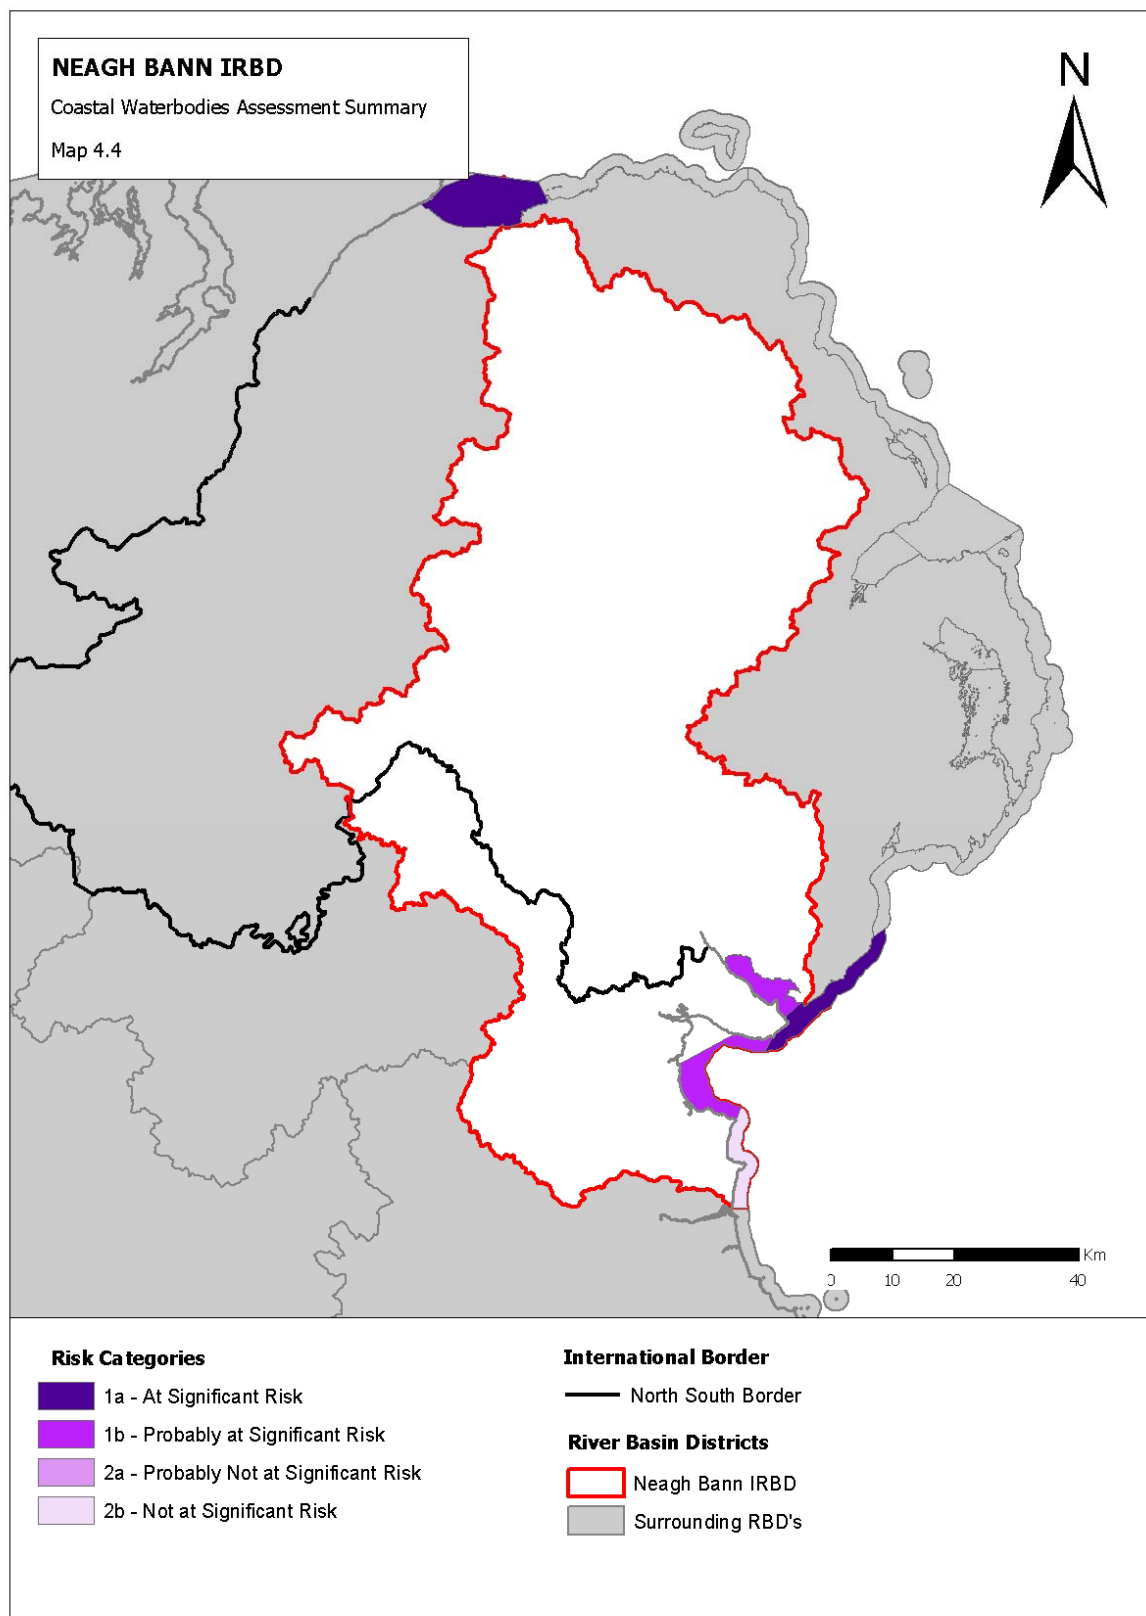 NEAGH BANN IRBD
Coastal Waterbodies Assessment Summary
Map 4.4
N
Km
0 10 20 40
Risk Categories
1a - At Significant Risk
1b - Probably at Significant Risk
2a - Probably Not at Significant Risk
2b - Not at Significant Risk
International Border
North South Border
River Basin Districts
Neagh Bann IRBD
Surrounding RBD's